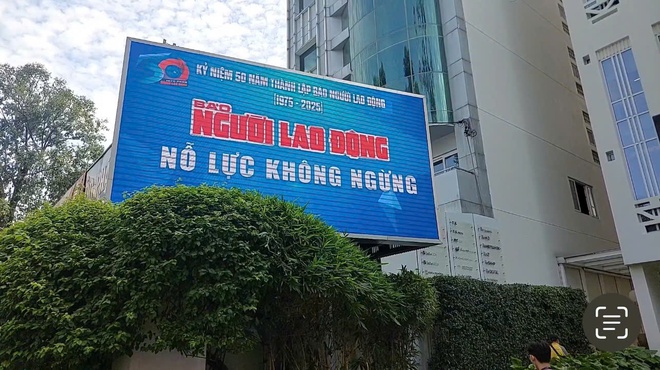 KỶ NIỆM 50 NĂM THÀNH LẬP BÁO NGƯỜI LAO ĐỘNG
(1975 - 2025)
BÁO
NGƯỜI LAO ĐỘNG
NỖ LỰC KHÔNG NGỪNG